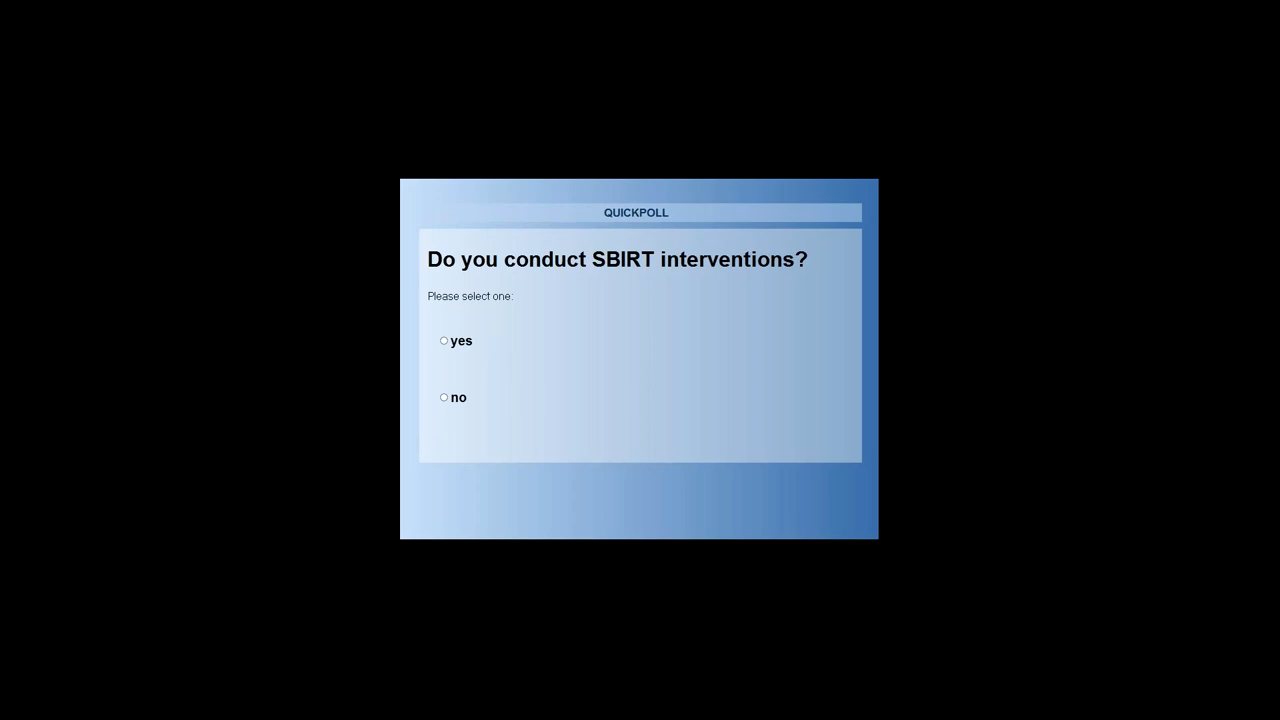 QUICKPOLL
Do you conduct SBIRT interventions?
Please select one:
yes
no